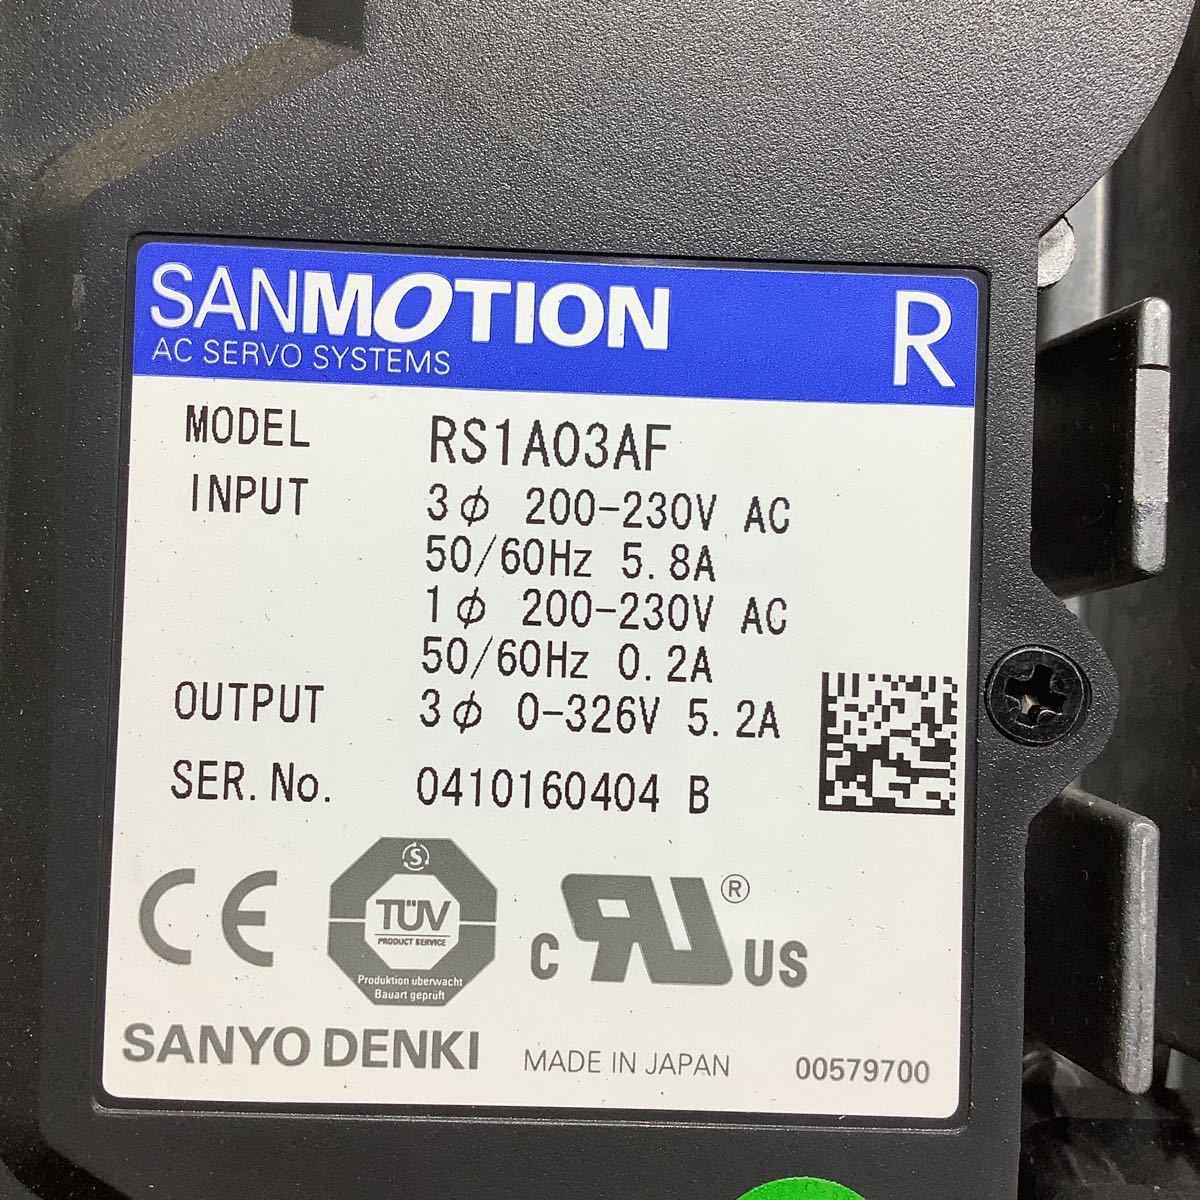 SANMOTION R
AC SERVO SYSTEMS
MODEL RS1A03AF
INPUT 3ϕ 200-230V AC
50/60Hz 5.8A
1ϕ 200-230V AC
50/60Hz 0.2A
OUTPUT 3ϕ 0-326V 5.2A
SER.No. 0410160404 B
CE
S
TÜV
PRODUCT SERVICE
Produktion überwacht
Bauart geprüft
C RU ® US
SANYO DENKI MADE IN JAPAN 00579700